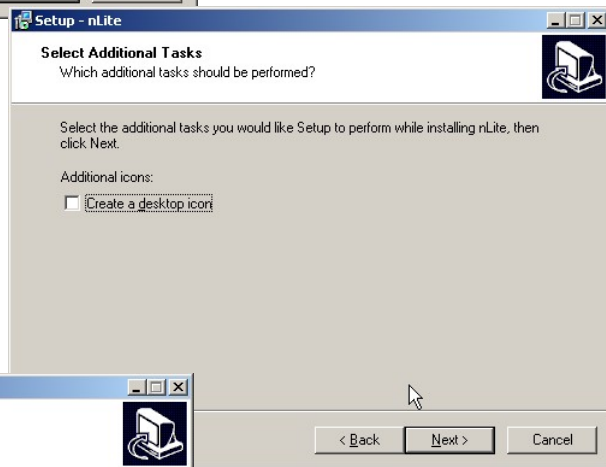 Setup - nLite
Select Additional Tasks
Which additional tasks should be performed?
Select the additional tasks you would like Setup to perform while installing nLite, then
click Next.
Additional icons:
Create a desktop icon
< Back Next > Cancel